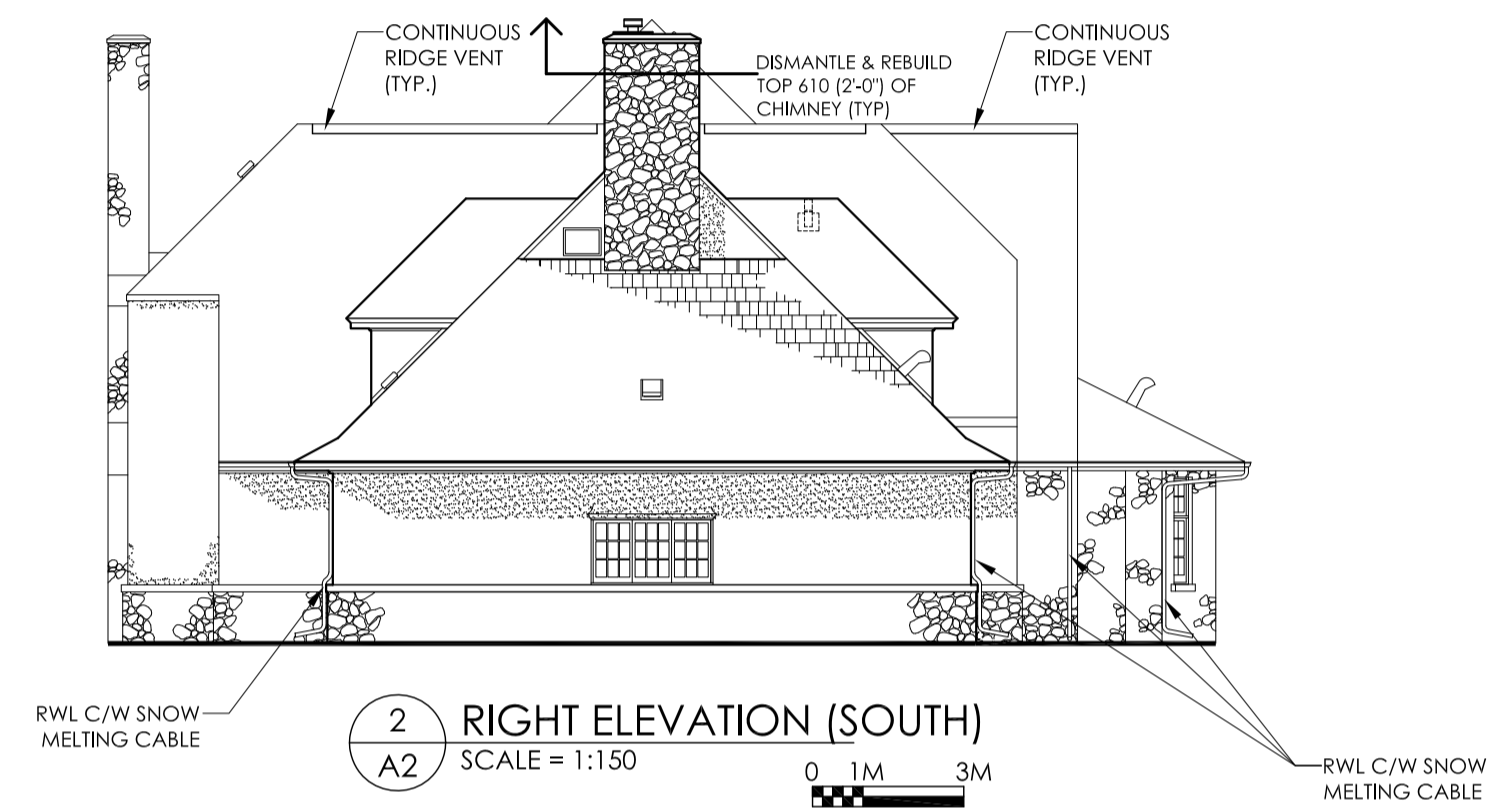 CONTINUOUS
RIDGE VENT
(TYP.)
DISMANTLE & REBUILD
TOP 610 (2'-0") OF
CHIMNEY (TYP)
CONTINUOUS
RIDGE VENT
(TYP.)
RWL C/W SNOW
MELTING CABLE
2
A2
RIGHT ELEVATION (SOUTH)
SCALE = 1:150
0 1M 3M
RWL C/W SNOW
MELTING CABLE